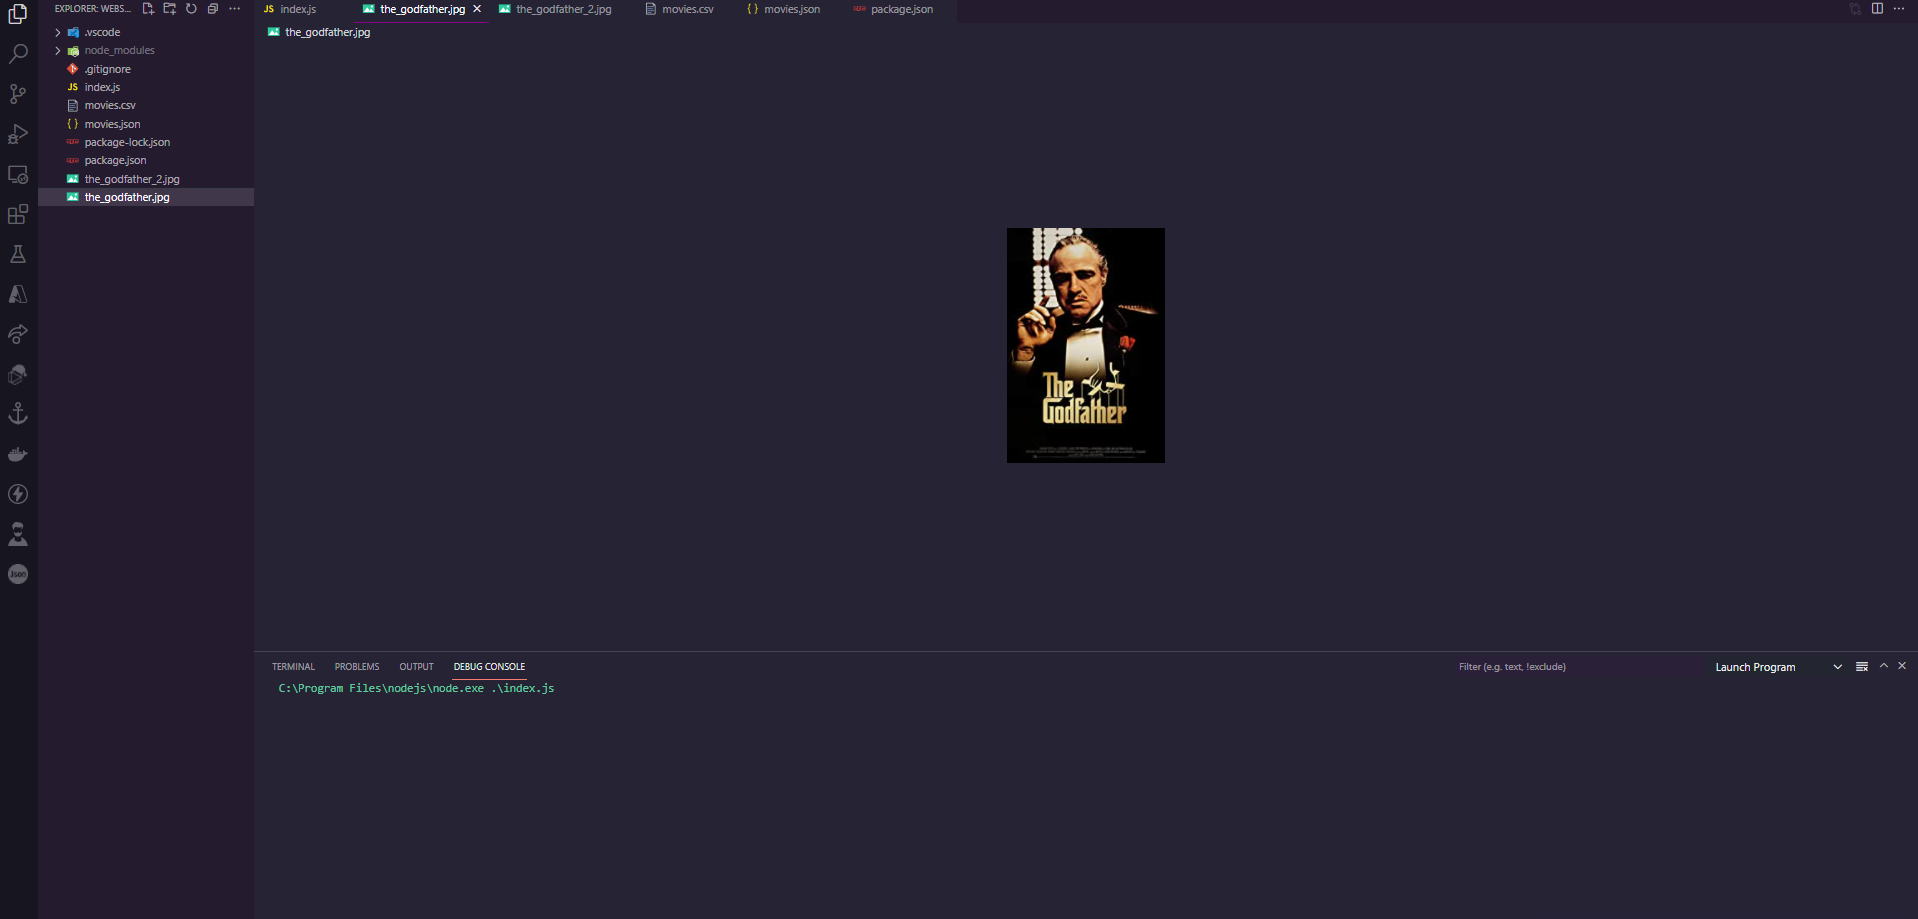 EXPLORER: WEBS...
index.js
the_godfather.jpg
the_godfather_2.jpg
movies.csv
movies.json
package.json
.vscode
node_modules
.gitignore
JS index.js
movies.csv
{ } movies.json
package-lock.json
package.json
the_godfather_2.jpg
the_godfather.jpg
the_godfather.jpg
The
Godfather
TERMINAL PROBLEMS OUTPUT DEBUG CONSOLE
Filter (e.g. text, !exclude)
Launch Program
C:\Program Files\nodejs\node.exe .\index.js
Json